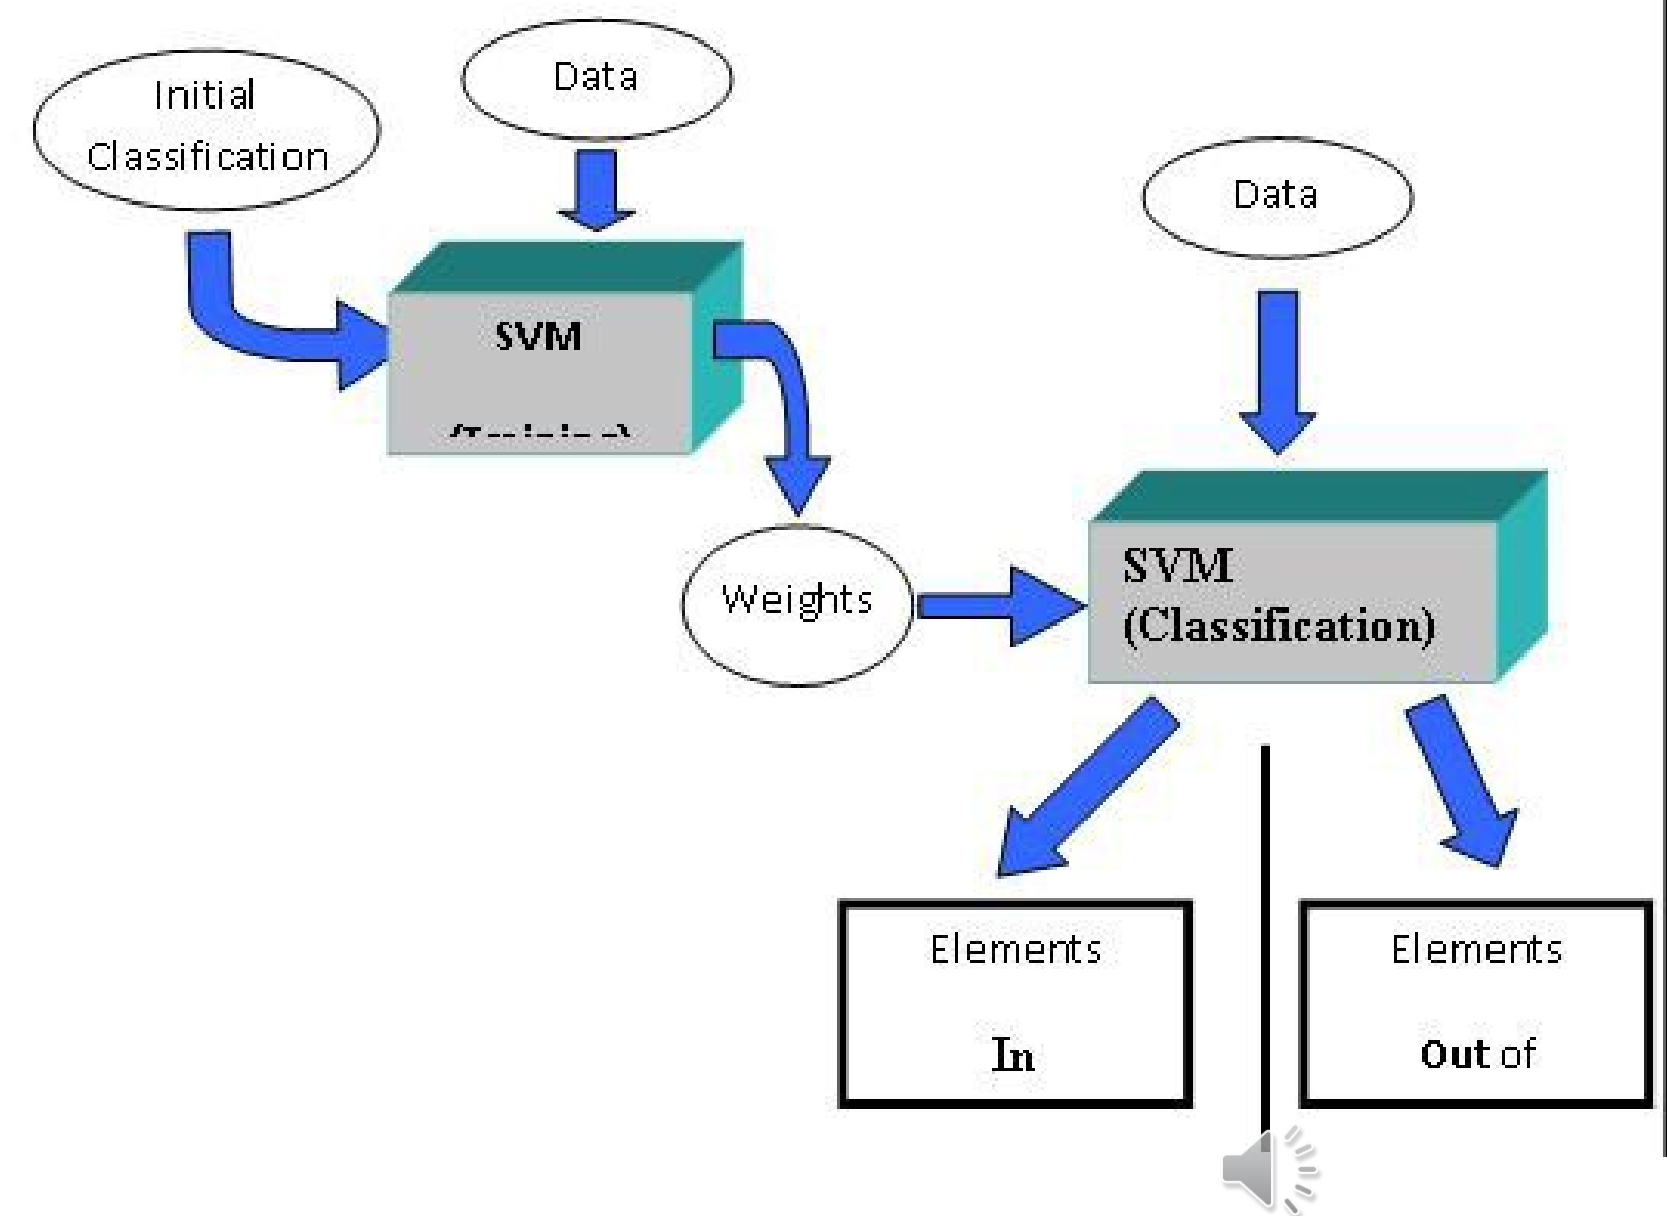 Initial
Classification
Data
SVM
Data
Weights
SVM
(Classification)
Elements
In
Elements
Out of